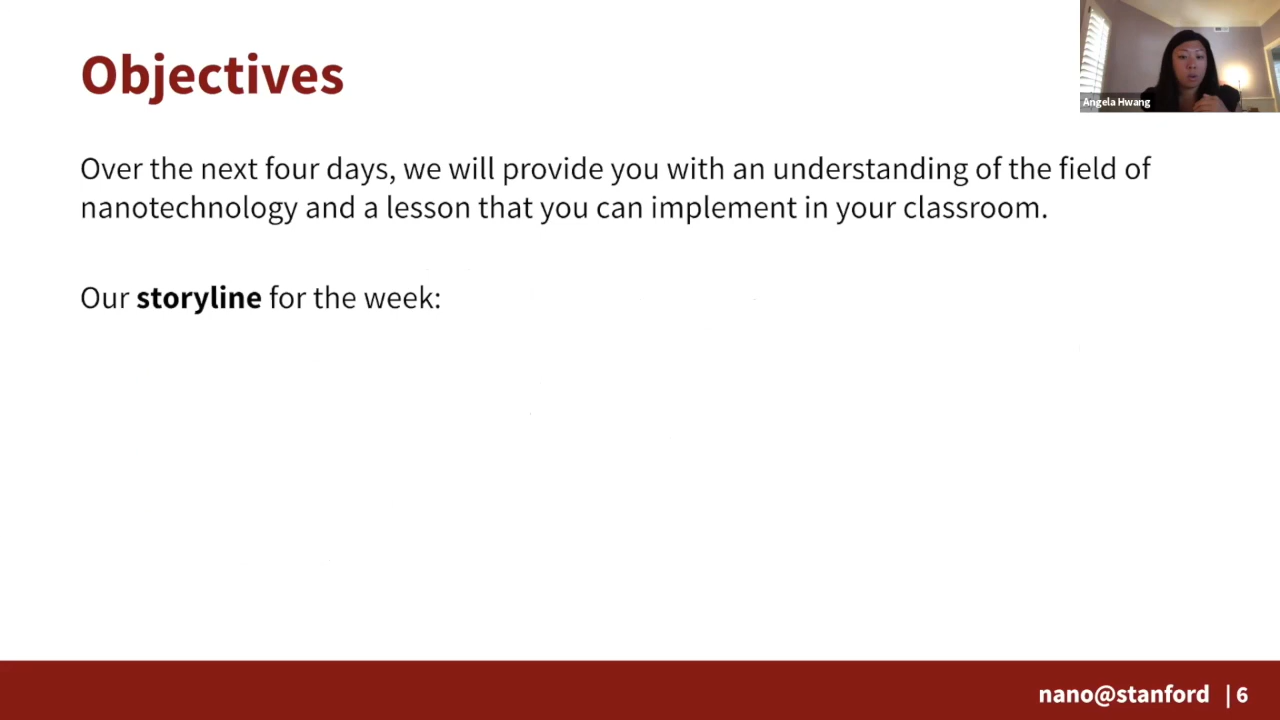 Objectives
Angela Hwang
Over the next four days, we will provide you with an understanding of the field of
nanotechnology and a lesson that you can implement in your classroom.
Our storyline for the week:
nano@stanford | 6